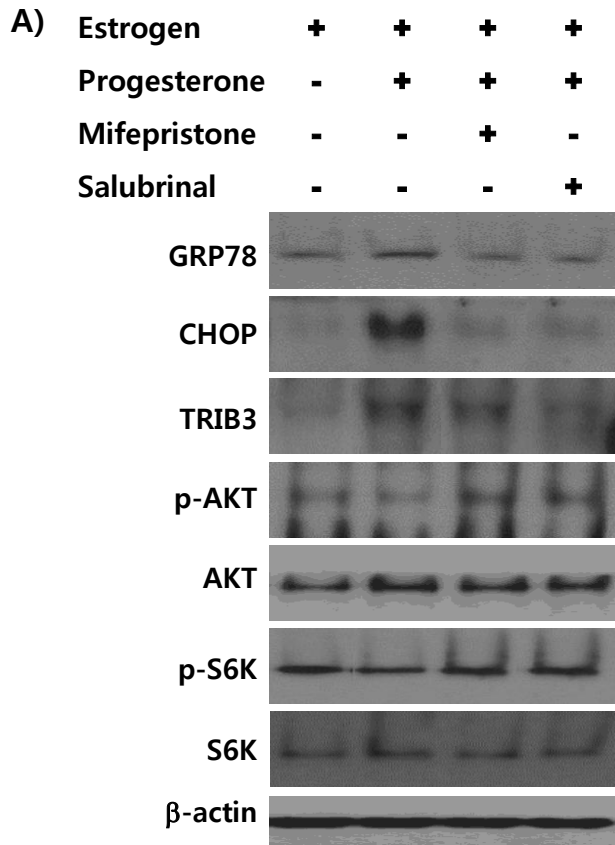 A)
Estrogen + + + +
Progesterone - + + +
Mifepristone - - + -
Salubrinal - - - +
GRP78
CHOP
TRIB3
p-AKT
AKT
p-S6K
S6K
β-actin